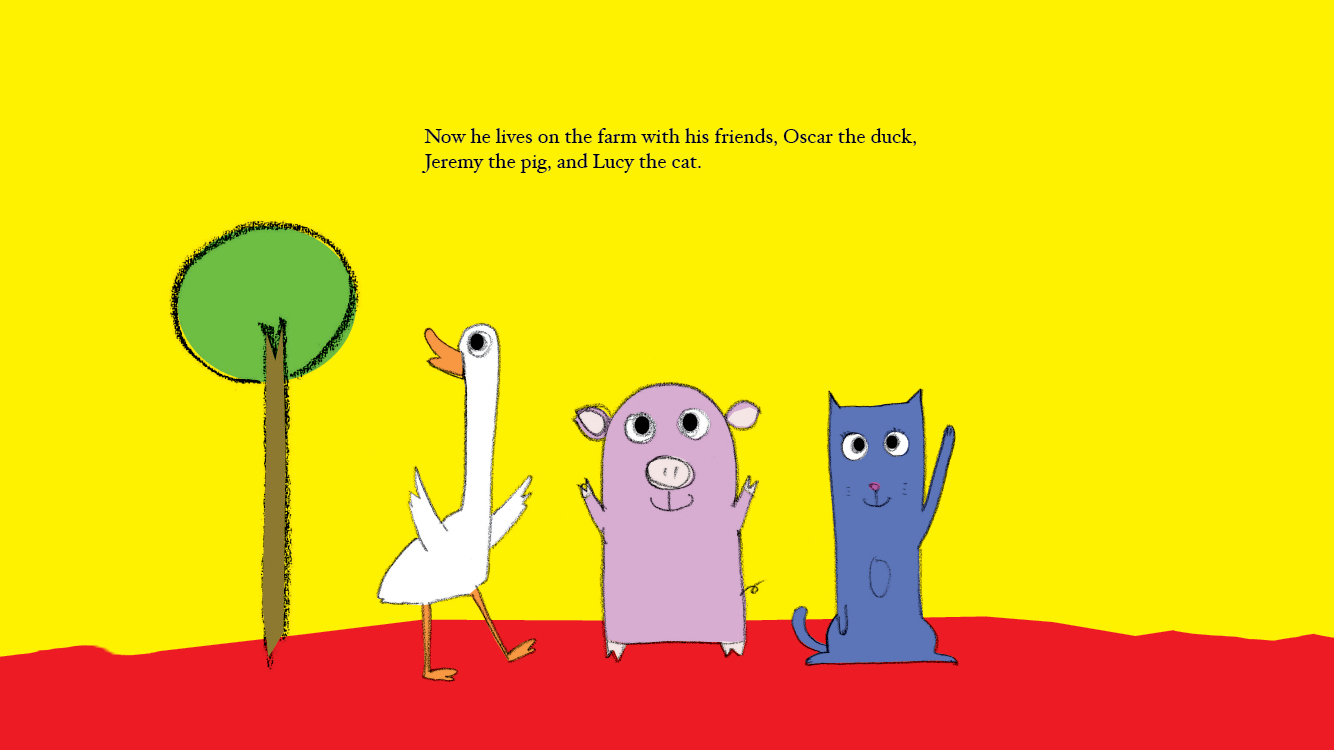 Now he lives on the farm with his friends, Oscar the duck,
Jeremy the pig, and Lucy the cat.